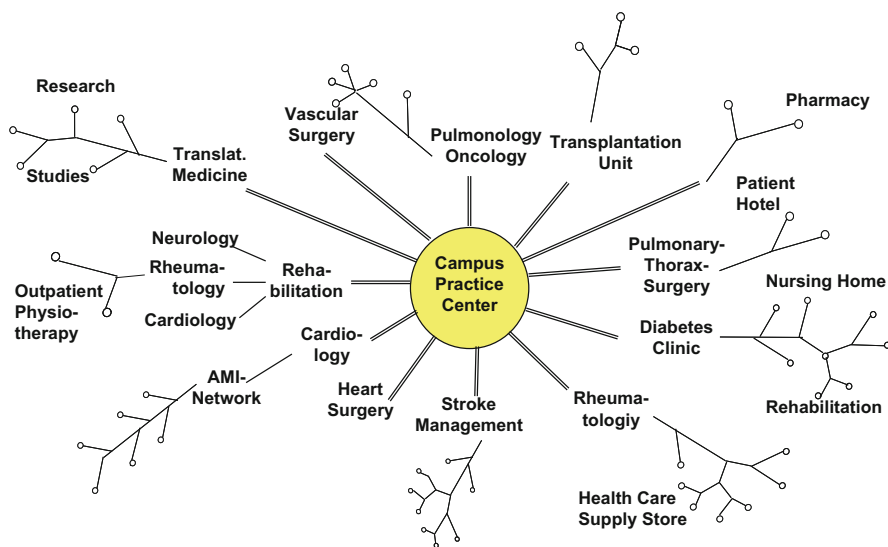 Research
Studies
Translat.
Medicine
Vascular
Surgery
Pulmonology
Oncology
Transplantation
Unit
Pharmacy
Patient
Hotel
Neurology
Rheuma-
tology
Cardiology
Reha-
bilitation
Outpatient
Physio-
therapy
Campus
Practice
Center
Pulmonary-
Thorax-
Surgery
Nursing Home
Diabetes
Clinic
Rehabilitation
Cardio-
logy
AMI-
Network
Heart
Surgery
Stroke
Management
Rheuma-
tologiy
Health Care
Supply Store